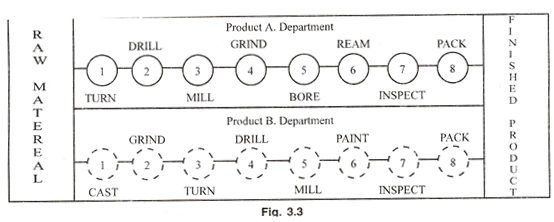 RAW MATEREAL
Product A. Department
DRILL GRIND REAM PACK
1 2 3 4 5 6 7 8
TURN MILL BORE INSPECT
Product B. Department
GRIND DRILL PAINT PACK
1 2 3 4 5 6 7 8
CAST TURN MILL INSPECT
FINISHED PRODUCT
Fig. 3.3